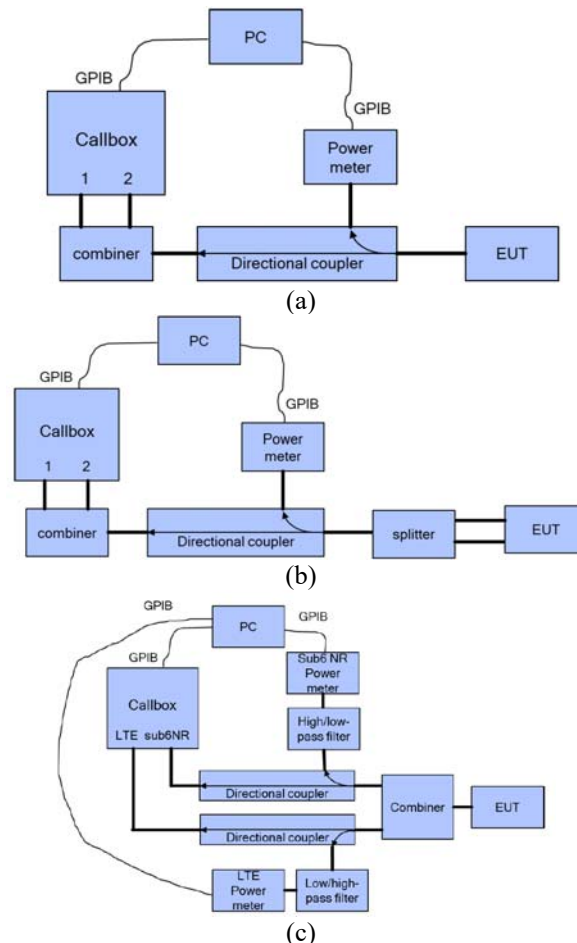 PC
GPIB
GPIB
Callbox
1 2
Power
meter
combiner
Directional coupler
EUT
(a)
PC
GPIB
GPIB
Callbox
1 2
Power
meter
combiner
Directional coupler
splitter
EUT
(b)
GPIB
GPIB
PC
GPIB
Sub6 NR
Power
meter
Callbox
LTE sub6NR
High/low-
pass filter
Directional coupler
Combiner
EUT
Directional coupler
LTE
Power
meter
Low/high-
pass filter
(c)